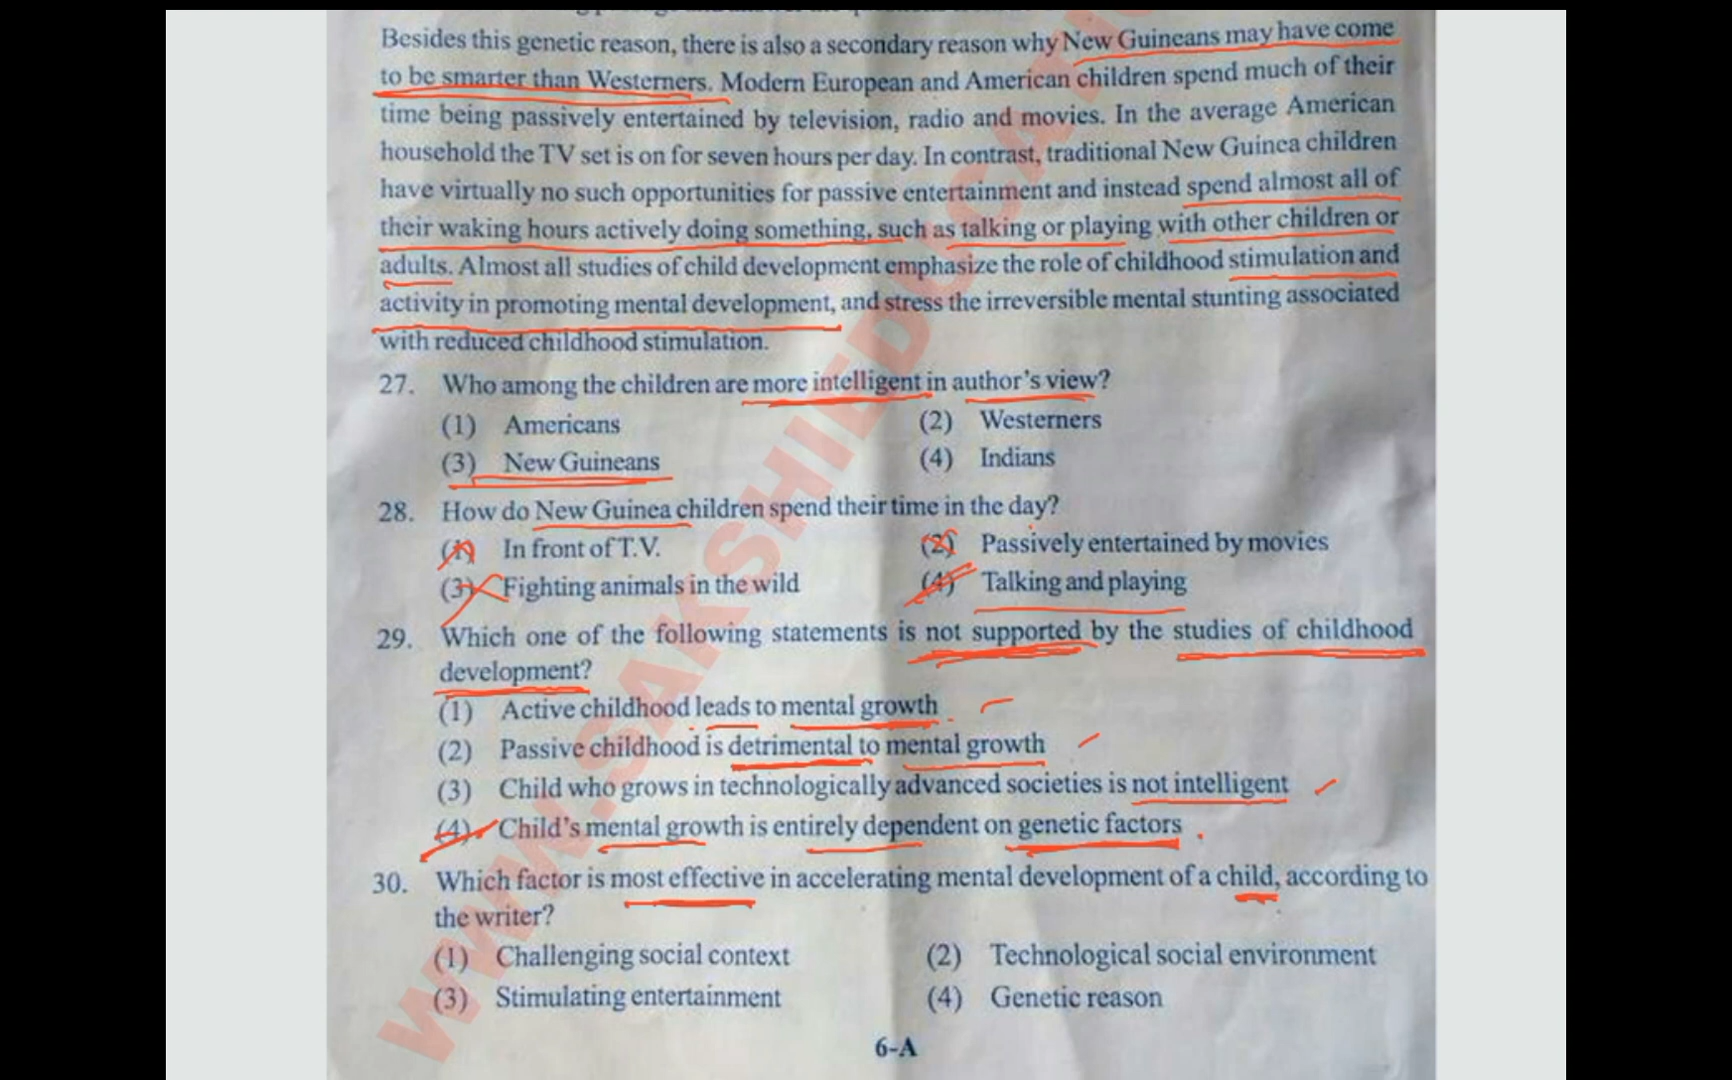 Besides this genetic reason, there is also a secondary reason why New Guineans may have come
to be smarter than Westerners. Modern European and American children spend much of their
time being passively entertained by television, radio and movies. In the average American
household the TV set is on for seven hours per day. In contrast, traditional New Guinea children
have virtually no such opportunities for passive entertainment and instead spend almost all of
their waking hours actively doing something, such as talking or playing with other children or
adults. Almost all studies of child development emphasize the role of childhood stimulation and
activity in promoting mental development, and stress the irreversible mental stunting associated
with reduced childhood stimulation.
27. Who among the children are more intelligent in author's view?
(1) Americans (2) Westerners
(3) New Guineans (4) Indians
28. How do New Guinea children spend their time in the day?
(1) In front of T.V. (2) Passively entertained by movies
(3) Fighting animals in the wild (4) Talking and playing
29. Which one of the following statements is not supported by the studies of childhood
development?
(1) Active childhood leads to mental growth
(2) Passive childhood is detrimental to mental growth
(3) Child who grows in technologically advanced societies is not intelligent
(4) Child's mental growth is entirely dependent on genetic factors
30. Which factor is most effective in accelerating mental development of a child, according to
the writer?
(1) Challenging social context (2) Technological social environment
(3) Stimulating entertainment (4) Genetic reason
6-A
WWW.SAKSHIEDUCA